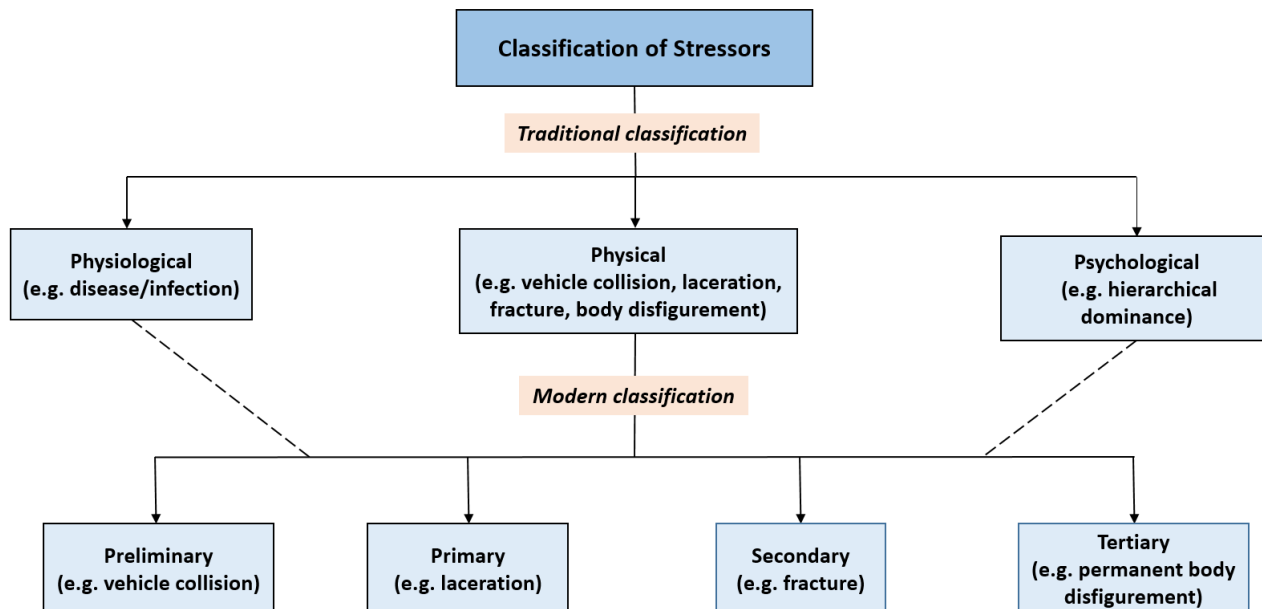 Classification of Stressors
Traditional classification
Physiological
(e.g. disease/infection)
Physical
(e.g. vehicle collision, laceration,
fracture, body disfigurement)
Psychological
(e.g. hierarchical
dominance)
Modern classification
Preliminary
(e.g. vehicle collision)
Primary
(e.g. laceration)
Secondary
(e.g. fracture)
Tertiary
(e.g. permanent body
disfigurement)